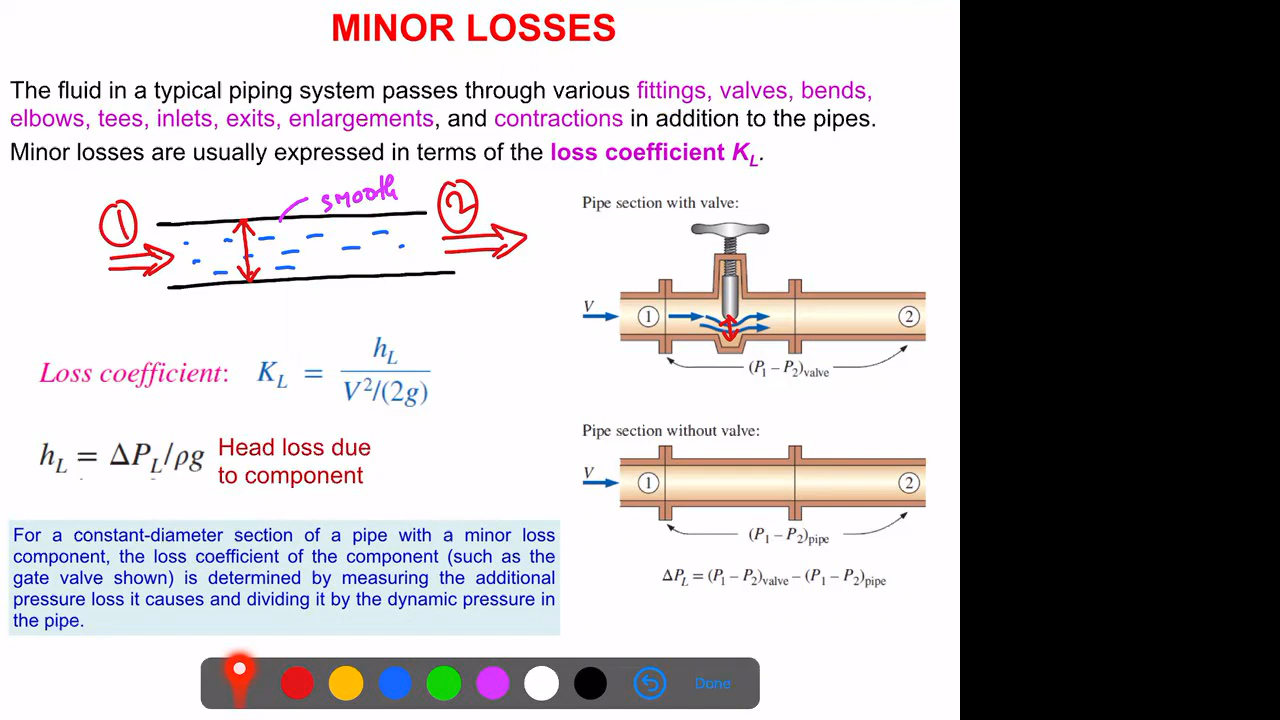 MINOR LOSSES
The fluid in a typical piping system passes through various fittings, valves, bends,
elbows, tees, inlets, exits, enlargements, and contractions in addition to the pipes.
Minor losses are usually expressed in terms of the loss coefficient K_L.
smooth
1
2
Loss coefficient: K_L = h_L / V²/(2g)
h_L = ΔP_L/ρg
Head loss due
to component
For a constant-diameter section of a pipe with a minor loss
component, the loss coefficient of the component (such as the
gate valve shown) is determined by measuring the additional
pressure loss it causes and dividing it by the dynamic pressure in
the pipe.
Pipe section with valve:
V
1
2
(P₁ – P₂)valve
Pipe section without valve:
V
1
2
(P₁ – P₂)pipe
ΔP_L = (P₁ – P₂)valve – (P₁ – P₂)pipe
Done